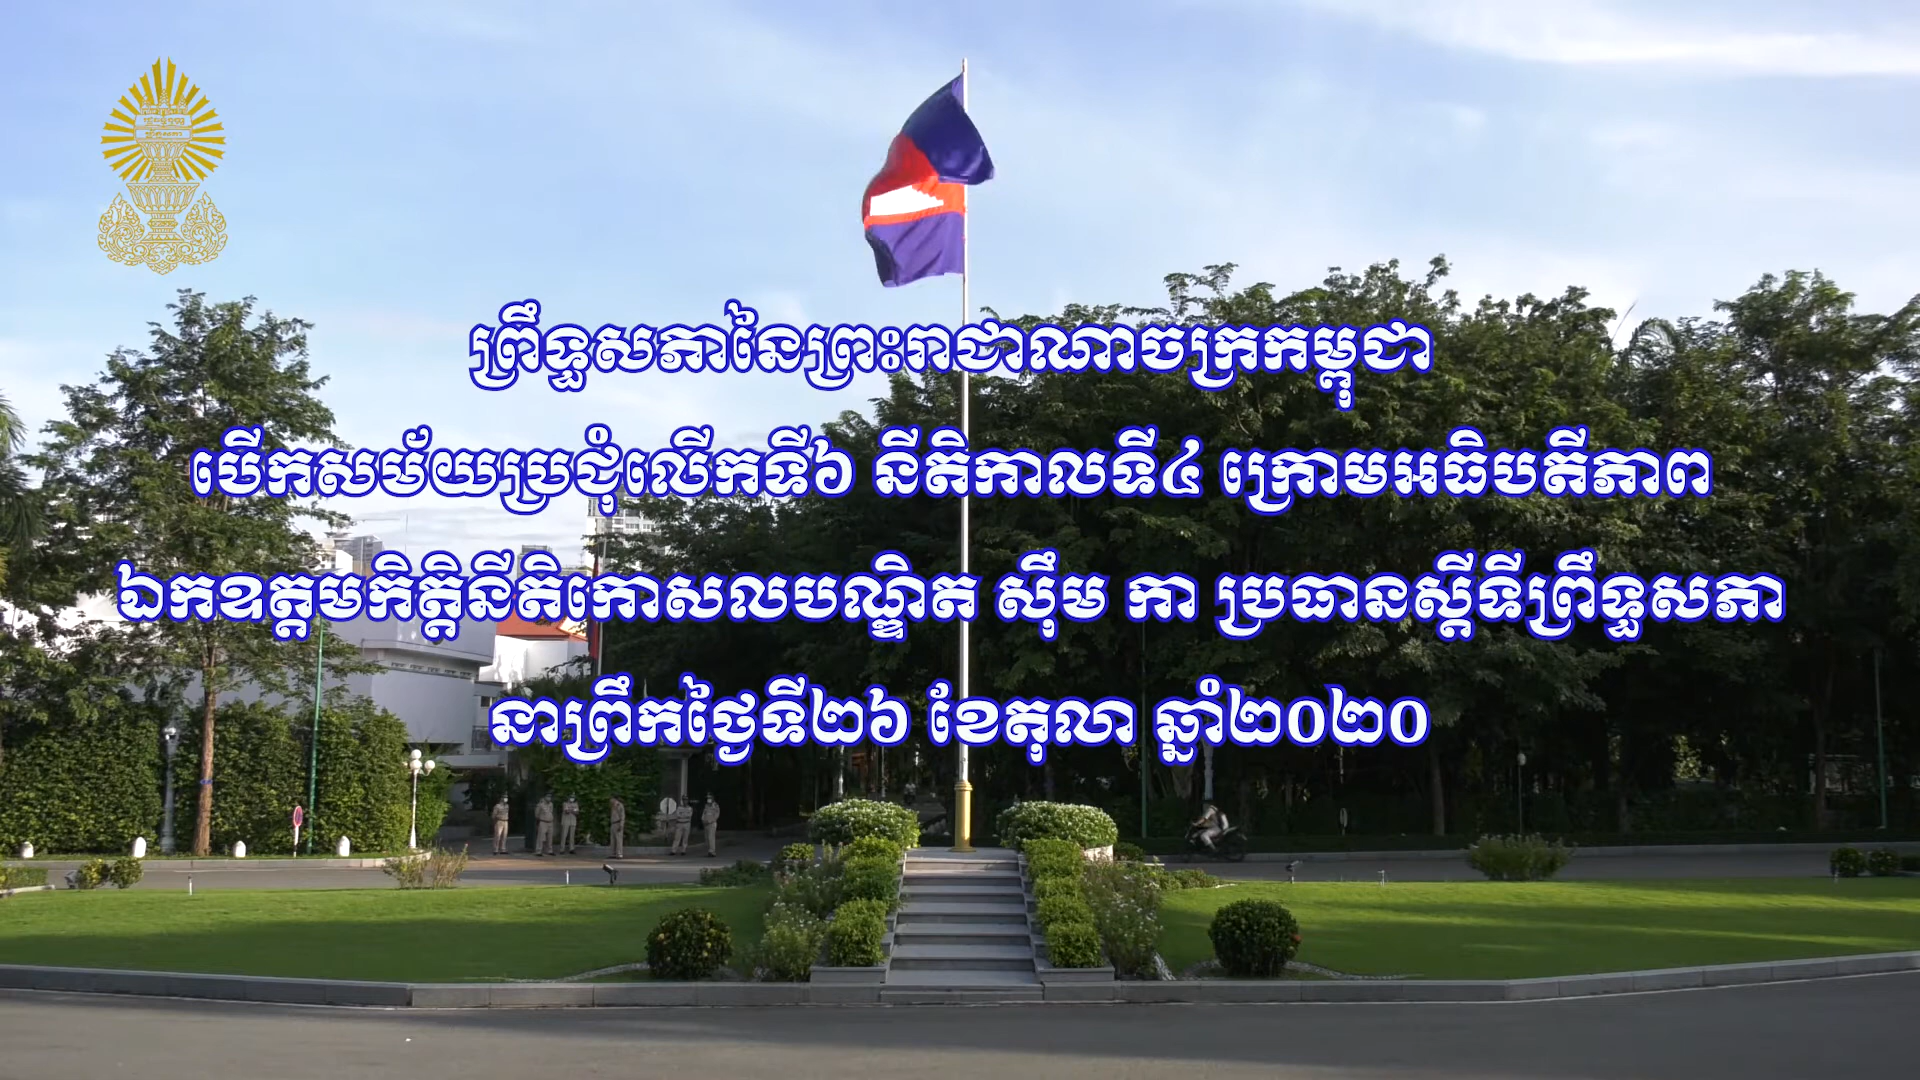 ព្រឹទ្ធសភានៃព្រះរាជាណាចក្រកម្ពុជា
បើកសម័យប្រជុំលើកទី៦ នីតិកាលទី៤ ក្រោមអធិបតីភាព
ឯកឧត្តមកិត្តិនីតិកោសលបណ្ឌិត ស៊ឹម កា ប្រធានស្តីទីព្រឹទ្ធសភា
នាព្រឹកថ្ងៃទី២៦ ខែតុលា ឆ្នាំ២០២០